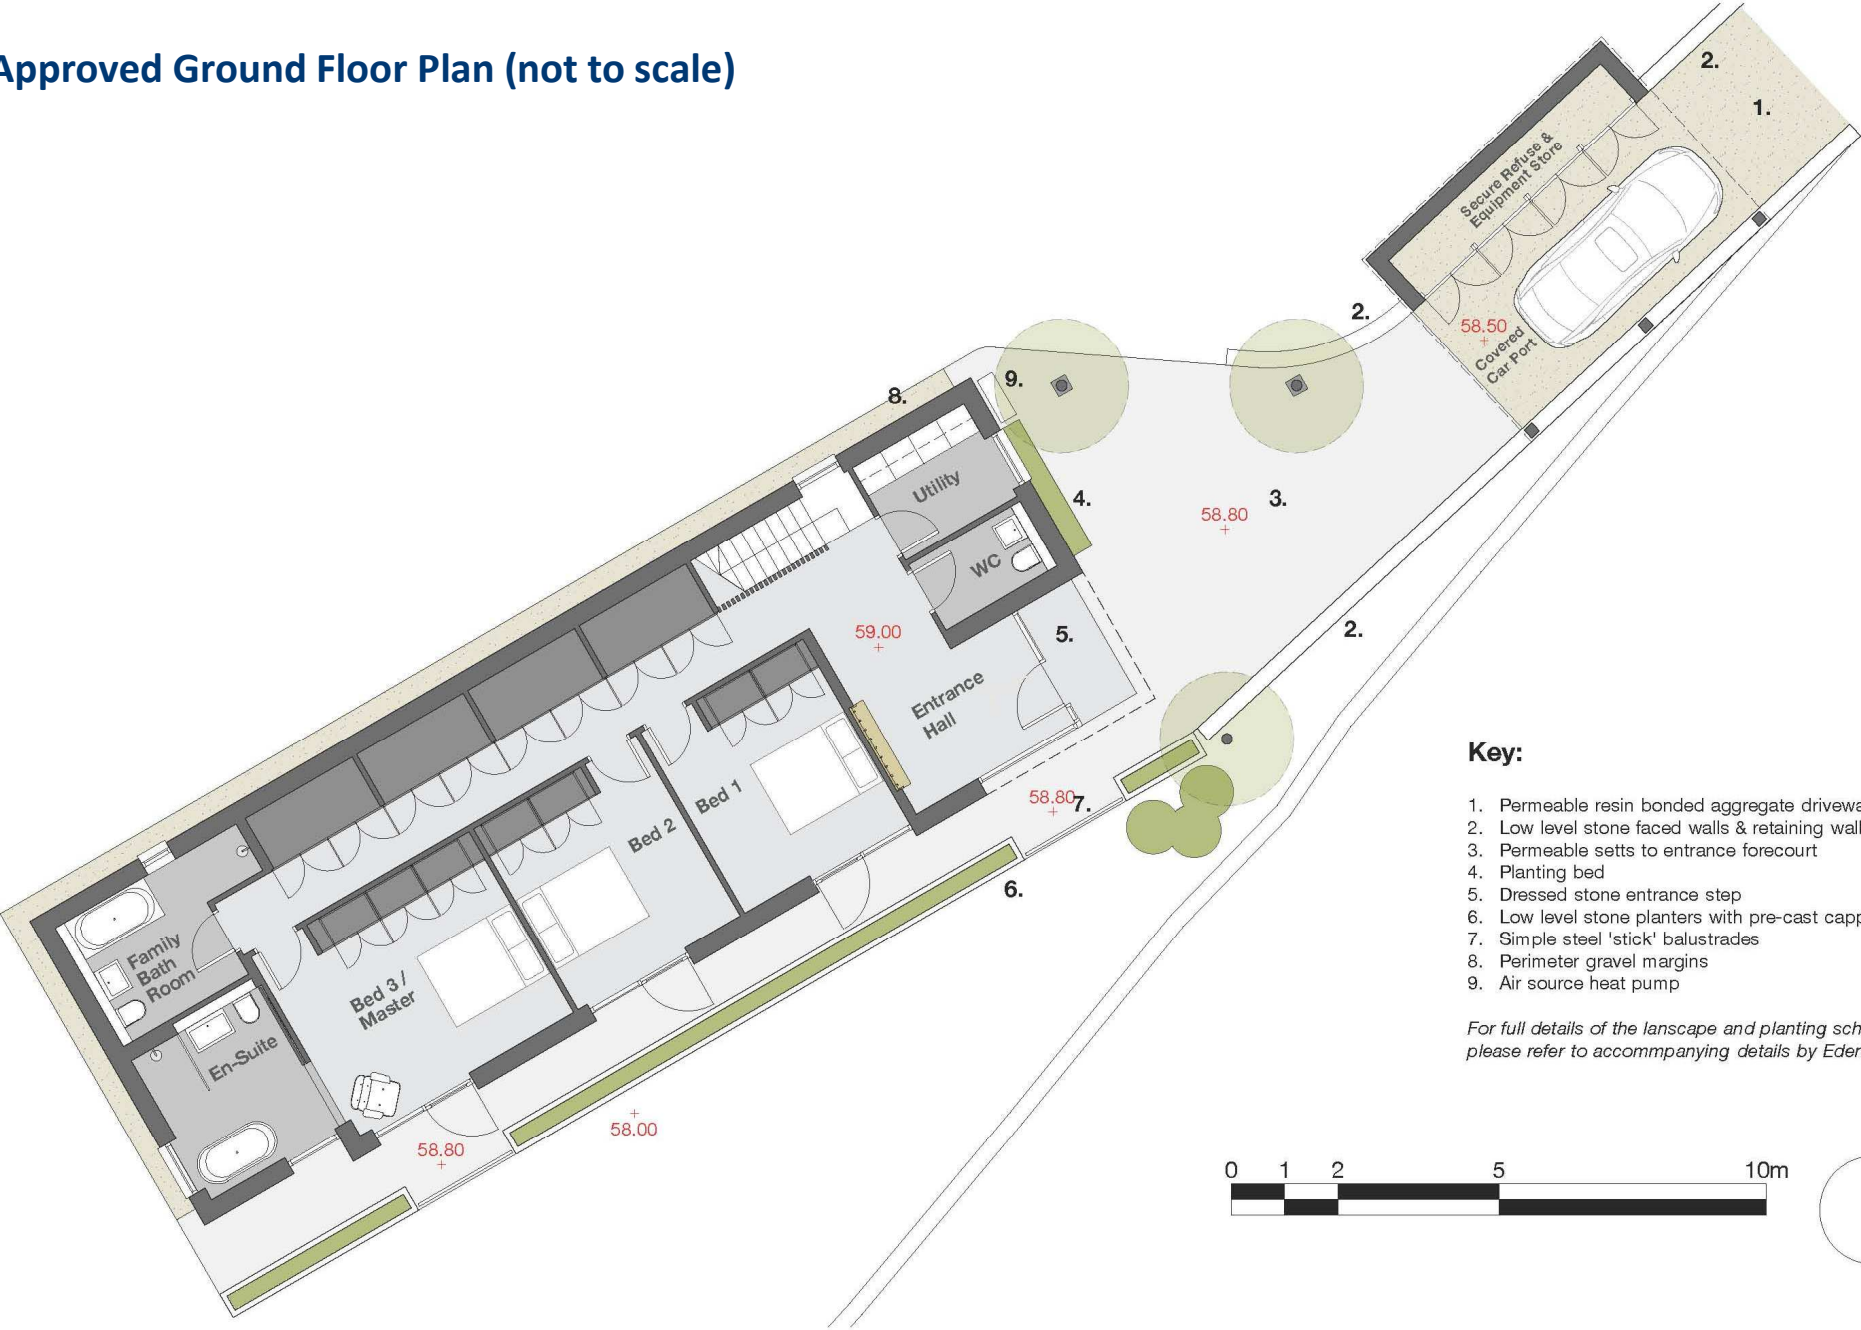 Approved Ground Floor Plan (not to scale)
2.
1.
Secure Refuse &
Equipment Store
2.
58.50
Covered
Car Port
9.
8.
Utility
4.
3.
58.80
WC
59.00
5.
2.
Entrance
Hall
Key:
Bed 1
58.80
7.
1. Permeable resin bonded aggregate drivewa
2. Low level stone faced walls & retaining wall
3. Permeable setts to entrance forecourt
4. Planting bed
5. Dressed stone entrance step
6. Low level stone planters with pre-cast capp
7. Simple steel 'stick' balustrades
8. Perimeter gravel margins
9. Air source heat pump
Bed 2
6.
Family
Bath
Room
Bed 3 /
Master
En-Suite
For full details of the lanscape and planting sch
please refer to accommpanying details by Eder
58.00
58.80
0 1 2 5 10m